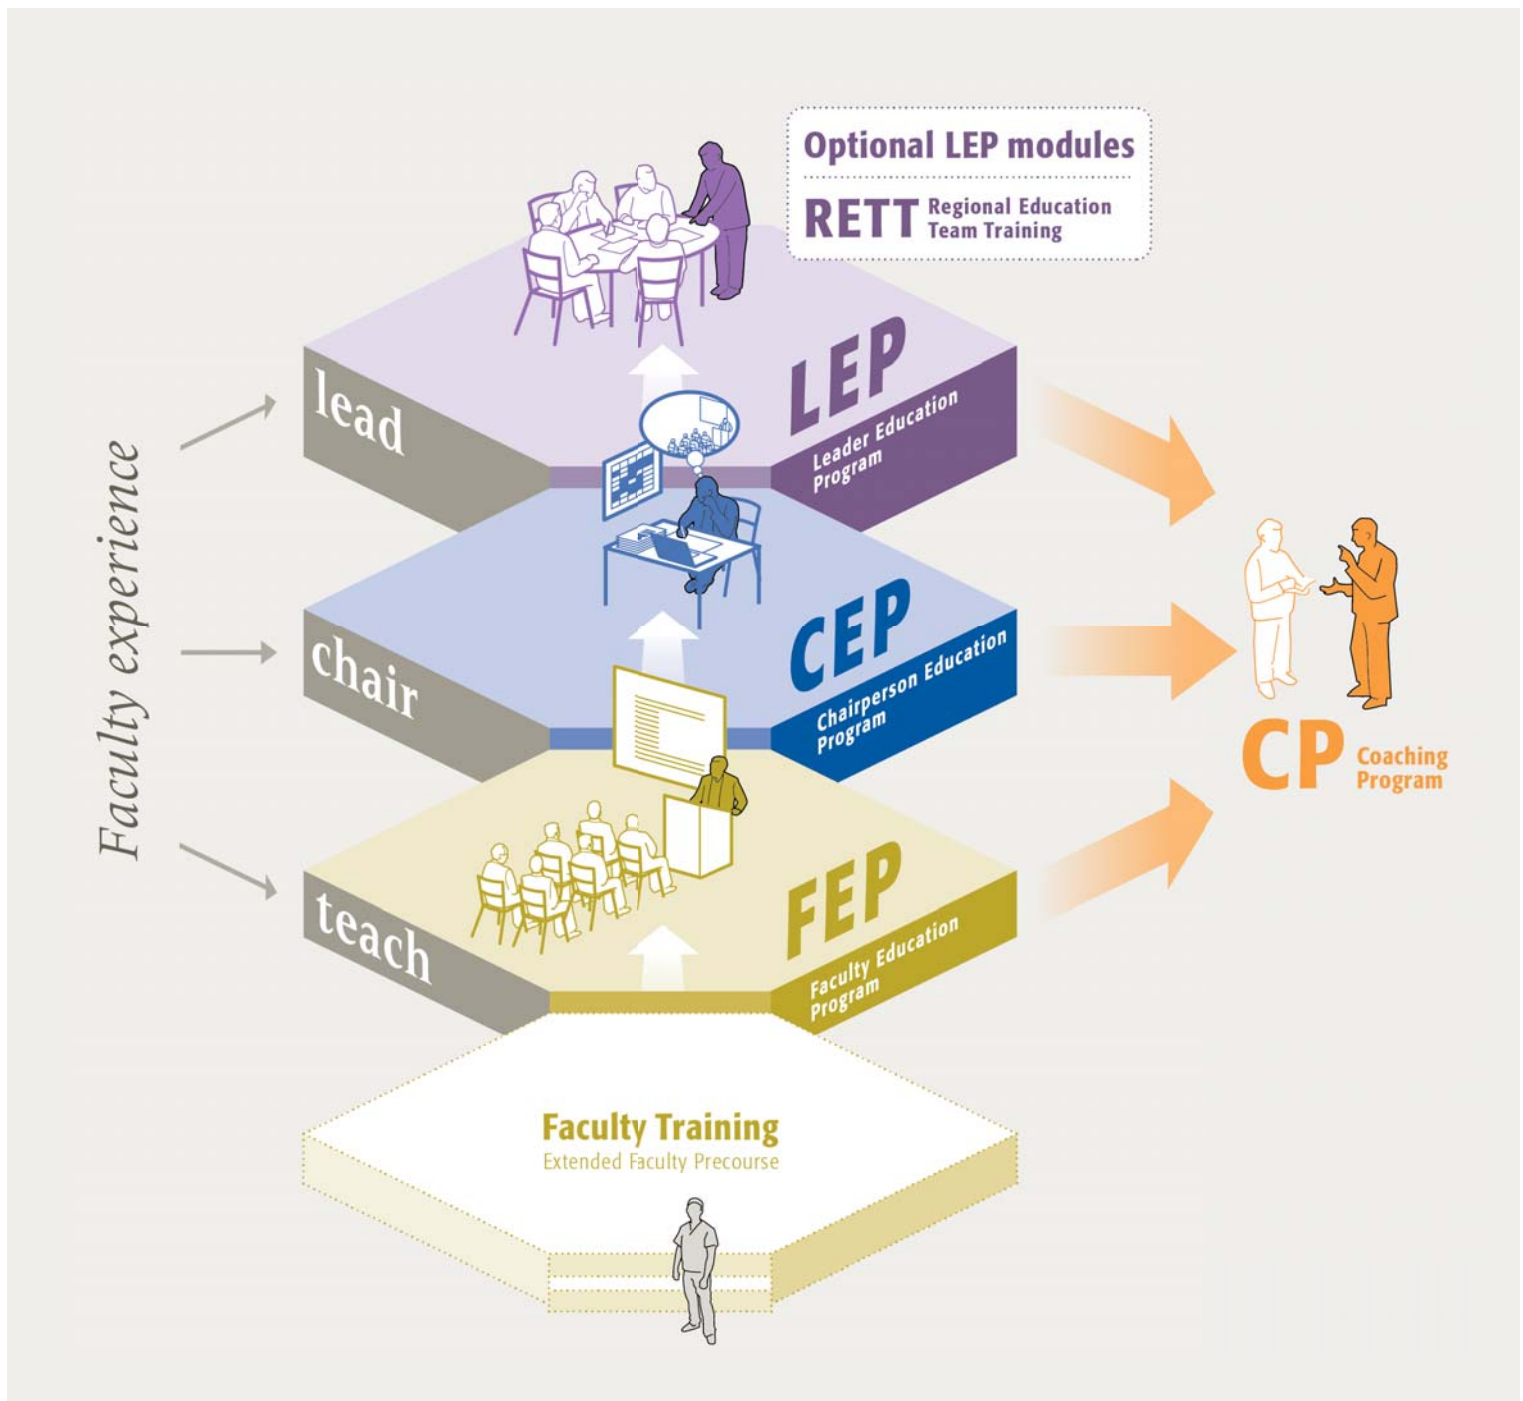 Optional LEP modules
RETT Regional Education
Team Training
LEP
Leader Education
Program
lead
Faculty experience
CEP
Chairperson Education
Program
chair
CP Coaching
Program
FEP
Faculty Education
Program
teach
Faculty Training
Extended Faculty Precourse